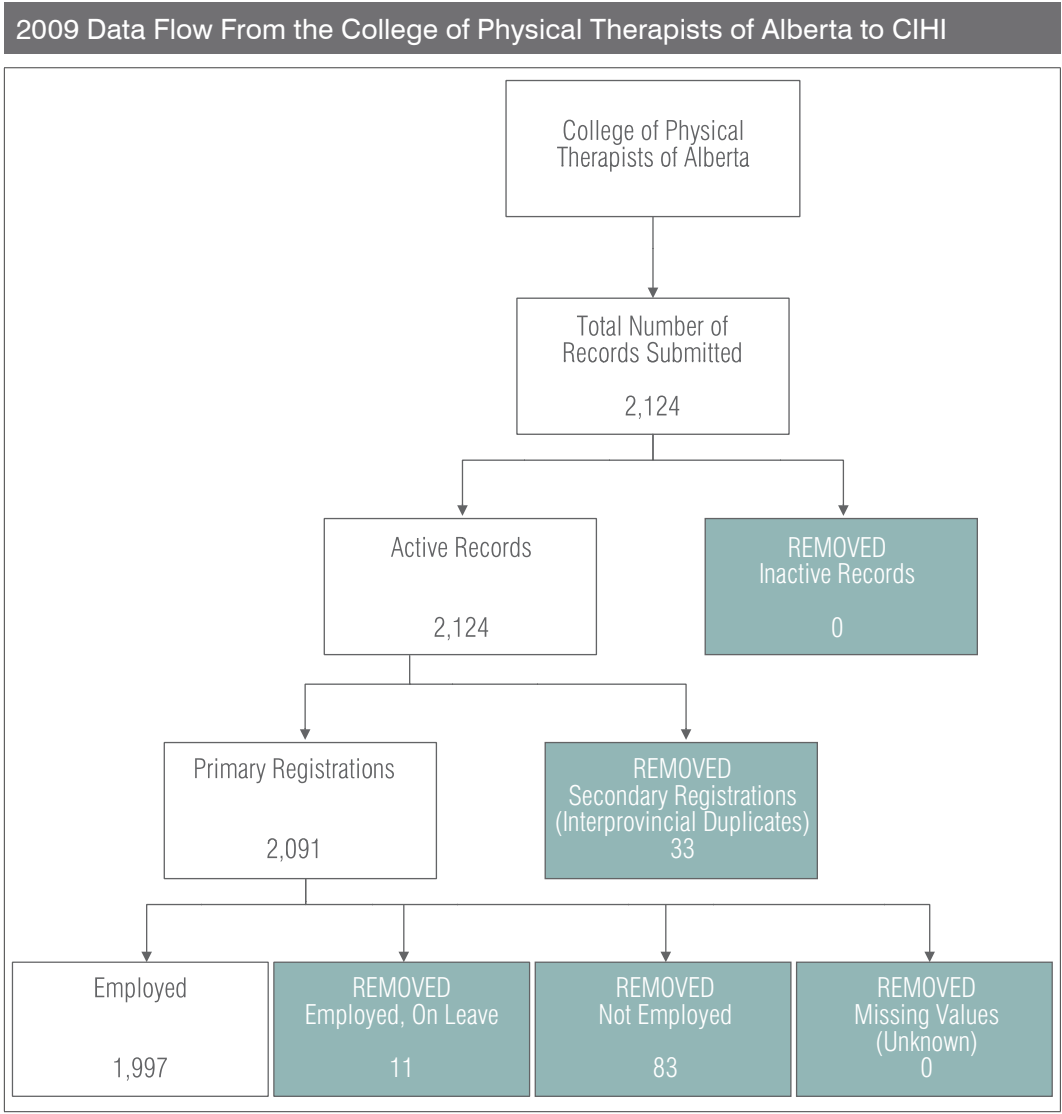 2009 Data Flow From the College of Physical Therapists of Alberta to CIHI
College of Physical
Therapists of Alberta
Total Number of
Records Submitted
2,124
Active Records
2,124
REMOVED
Inactive Records
0
Primary Registrations
2,091
REMOVED
Secondary Registrations
(Interprovincial Duplicates)
33
Employed
1,997
REMOVED
Employed, On Leave
11
REMOVED
Not Employed
83
REMOVED
Missing Values
(Unknown)
0